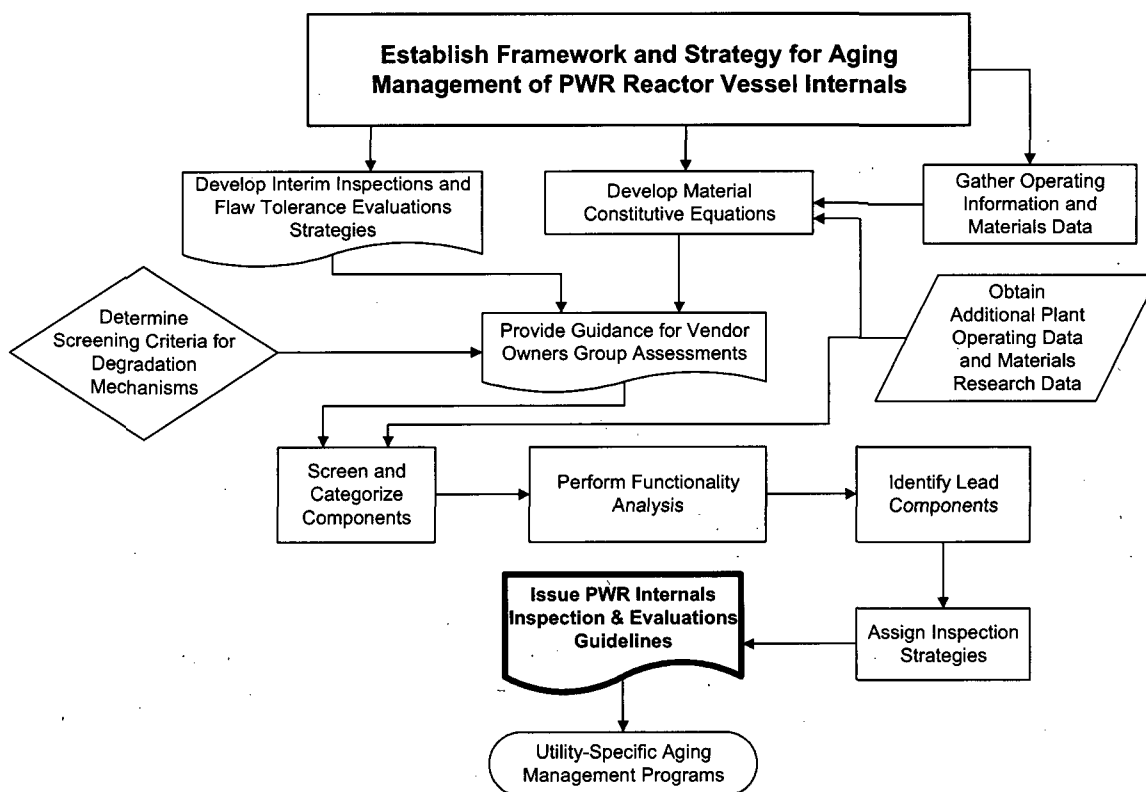 Establish Framework and Strategy for Aging
Management of PWR Reactor Vessel Internals
Develop Interim Inspections and
Flaw Tolerance Evaluations
Strategies
Develop Material
Constitutive Equations
Gather Operating
Information and
Materials Data
Determine
Screening Criteria for
Degradation
Mechanisms
Provide Guidance for Vendor
Owners Group Assessments
Obtain
Additional Plant
Operating Data
and Materials
Research Data
Screen and
Categorize
Components
Perform Functionality
Analysis
Identify Lead
Components
Issue PWR Internals
Inspection & Evaluations
Guidelines
Assign Inspection
Strategies
Utility-Specific Aging
Management Programs